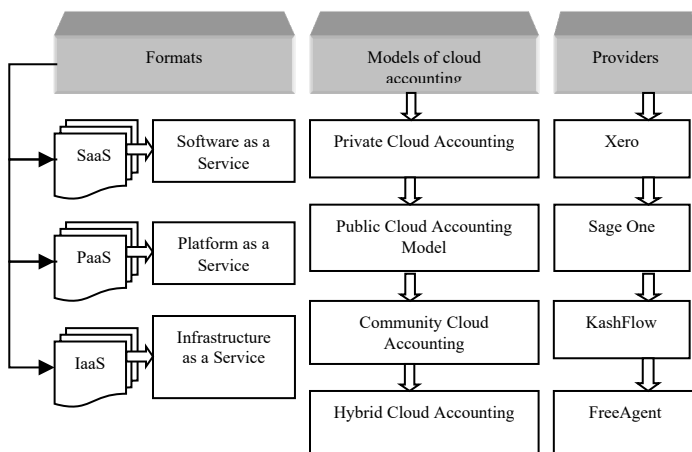 Formats
SaaS
Software as a
Service
PaaS
Platform as a
Service
IaaS
Infrastructure
as a Service
Models of cloud
accounting
Private Cloud Accounting
Public Cloud Accounting
Model
Community Cloud
Accounting
Hybrid Cloud Accounting
Providers
Xero
Sage One
KashFlow
FreeAgent